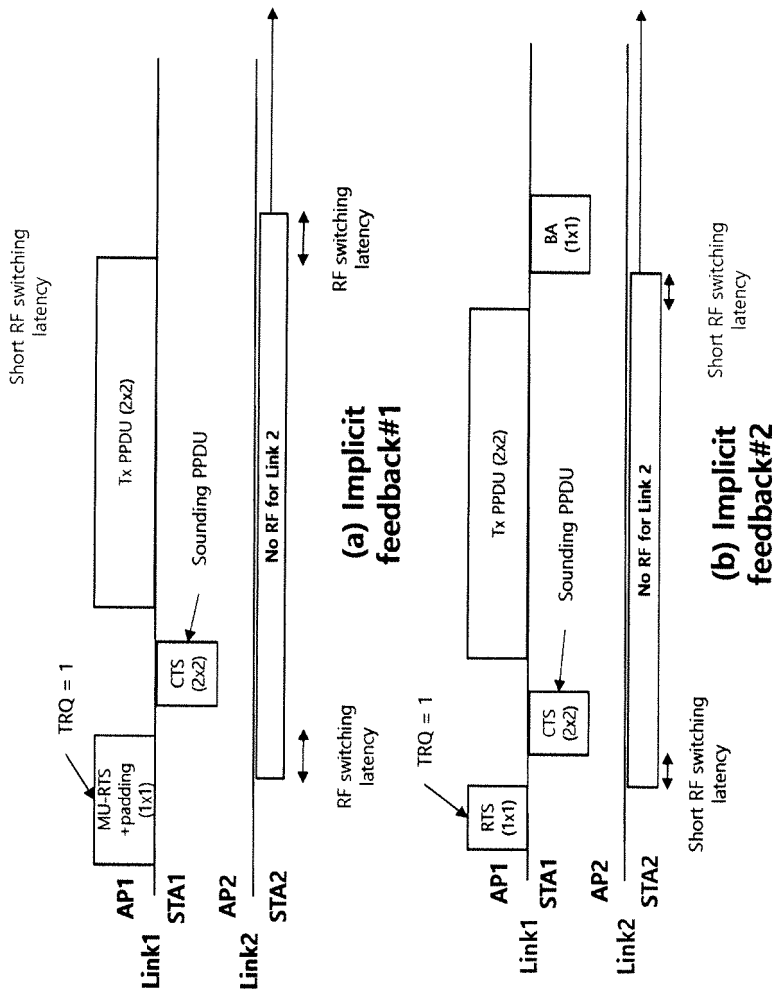 Short RF switching
latency
TRQ = 1
MU-RTS
+padding
(1x1)
Tx PPDU (2x2)
AP1
Link1
STA1
CTS
(2x2)
Sounding PPDU
AP2
Link2
STA2
No RF for Link 2
RF switching
latency
RF switching
latency
(a) Implicit
feedback#1
TRQ = 1
RTS
(1x1)
Tx PPDU (2x2)
AP1
Link1
STA1
CTS
(2x2)
BA
(1x1)
Sounding PPDU
AP2
Link2
STA2
No RF for Link 2
Short RF switching
latency
Short RF switching
latency
(b) Implicit
feedback#2